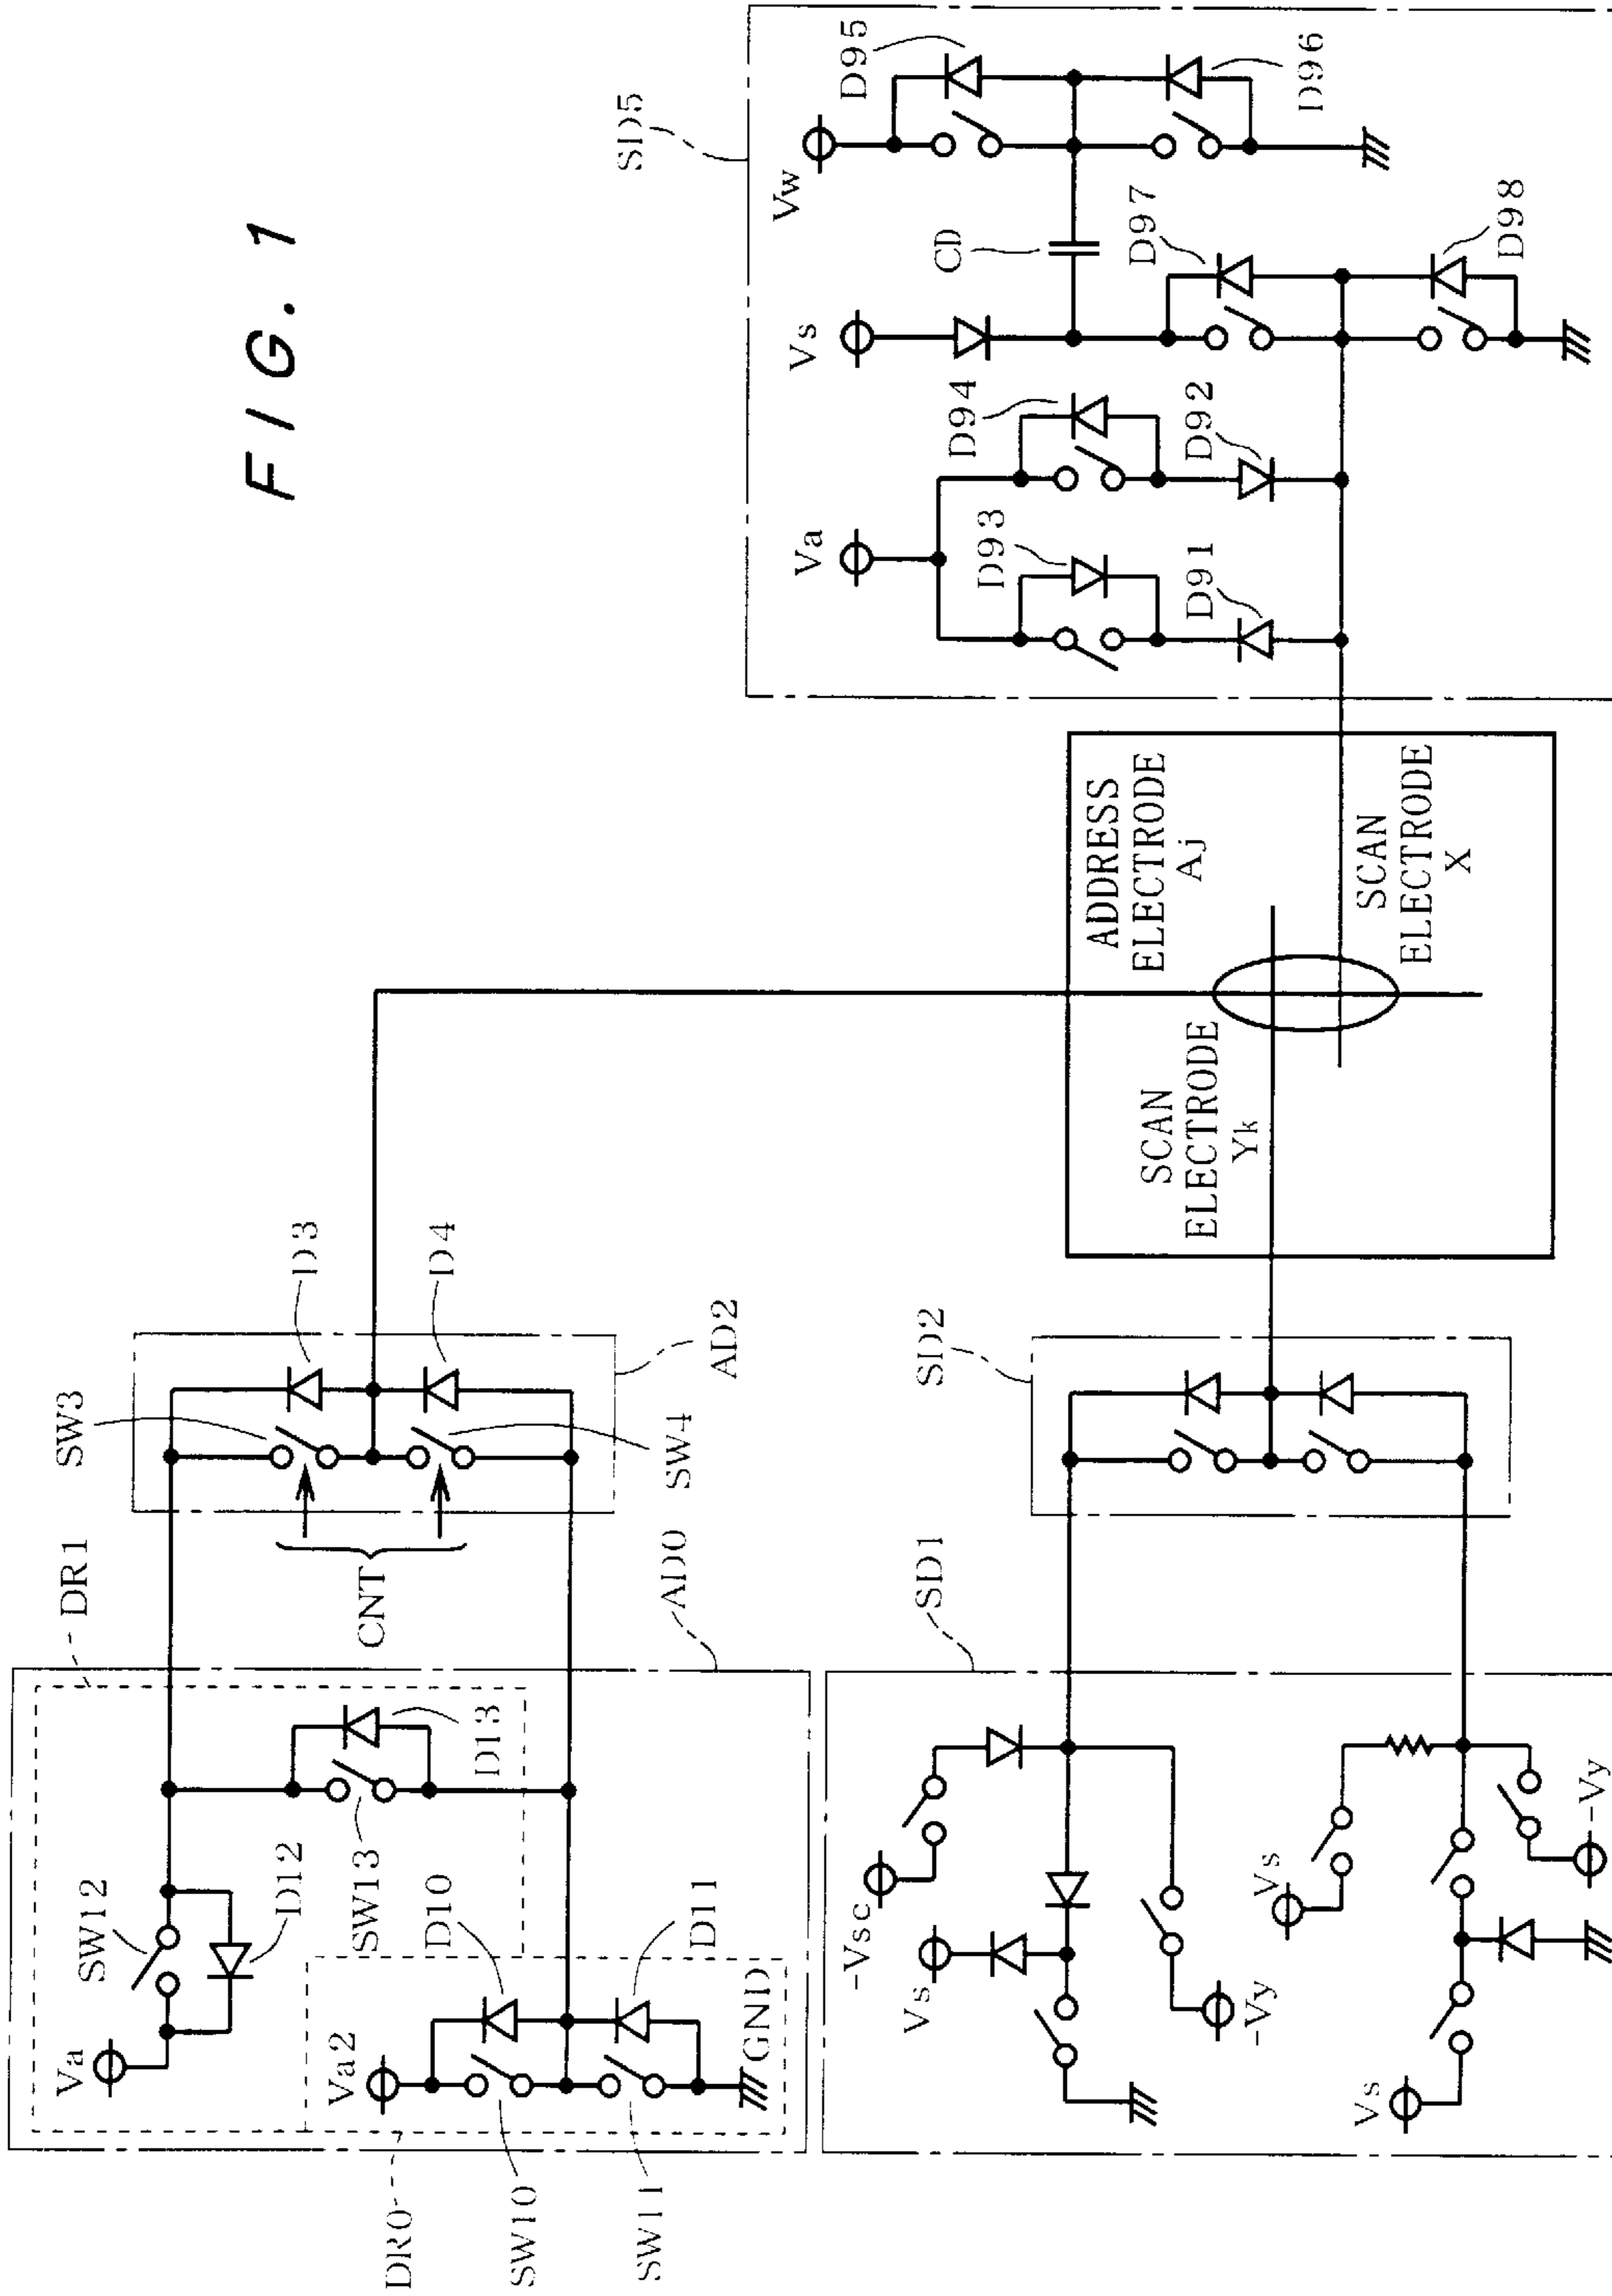 FIG. 1
SID5
Vw
D95
D96
Vs
CD
D97
D98
Va
D94
D92
D93
D91
ADDRESS
ELECTRODE
Aj
SCAN
ELECTRODE
X
SCAN
ELECTRODE
Yk
SW3
D3
D4
SW4
AD2
CNT
DR1
AD0
SD2
SD1
Va
SW12
D12
SW13
D13
D10
D11
Va2
GND
DR0
SW10
SW11
-Vsc
Vs
-Vy
Vs
Vs
-Vy